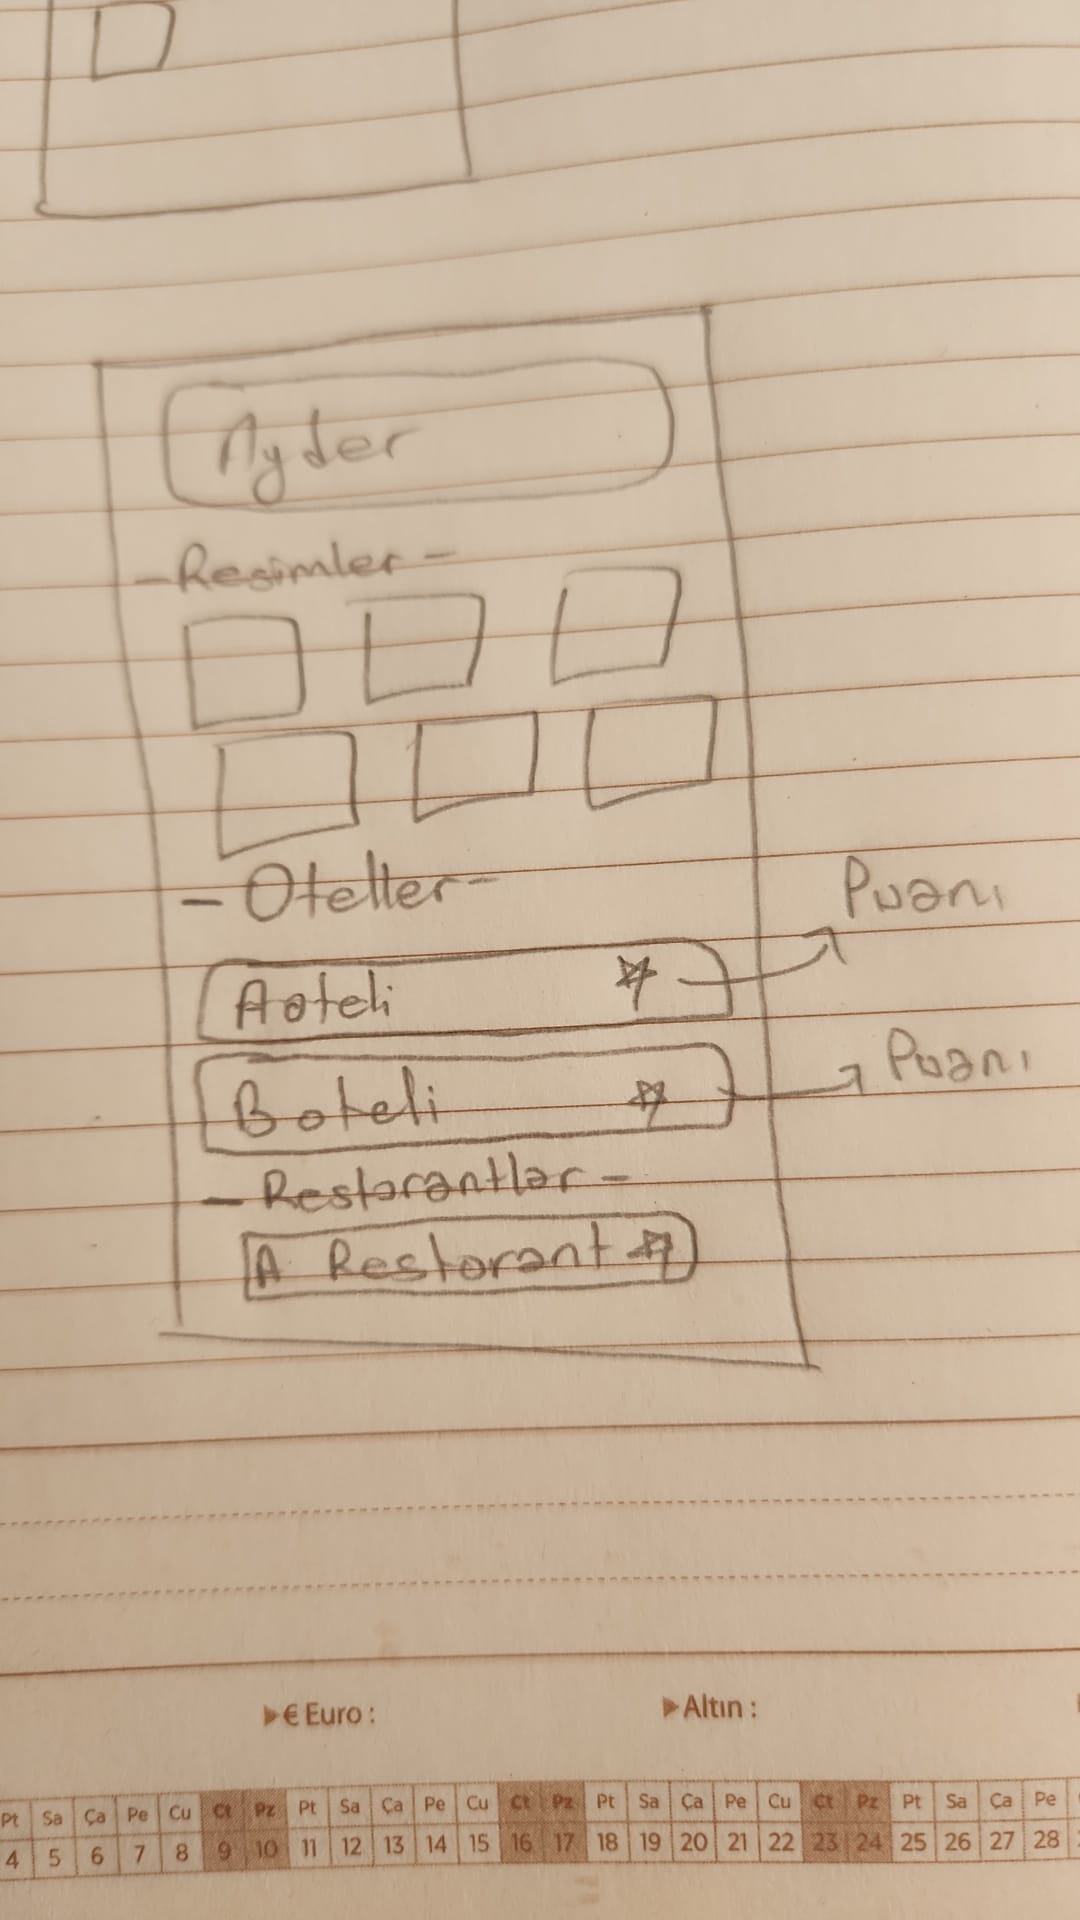 Ayder
-Resimler-
-Oteller-
Puanı
A oteli
Puanı
B oteli
-Restorantlar-
A Restorant
€ Euro :
Altın :
Pt Sa Ça Pe Cu Ct Pz Pt Sa Ça Pe Cu Ct Pz Pt Sa Ça Pe Cu Ct Pz Pt Sa Ça Pe
4 5 6 7 8 9 10 11 12 13 14 15 16 17 18 19 20 21 22 23 24 25 26 27 28